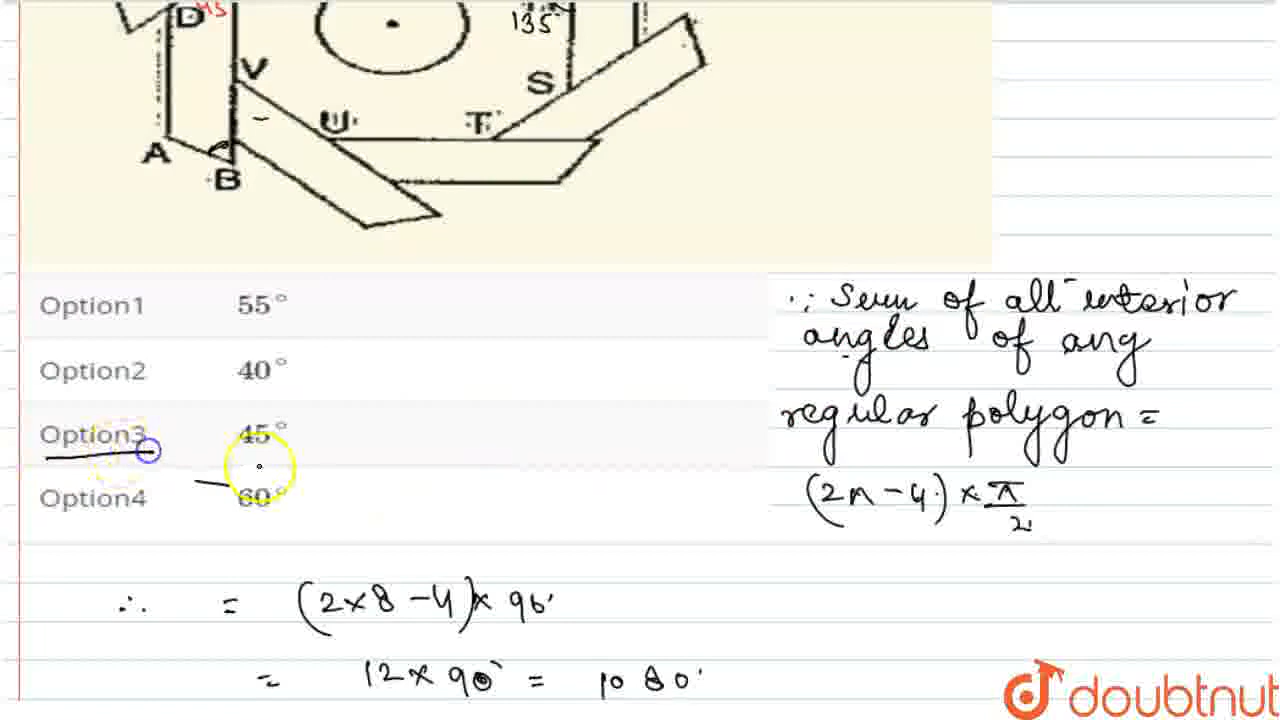 D 45
135°
V
S
U T
A
B
Option1 55°
Option2 40°
Option3 45°
Option4 60°
∵ Sum of all interior
angles of any
regular polygon =
(2n - 4) × π/2
∴ = (2×8-4)× 90°
= 12× 90° = 1080°
doubtnut